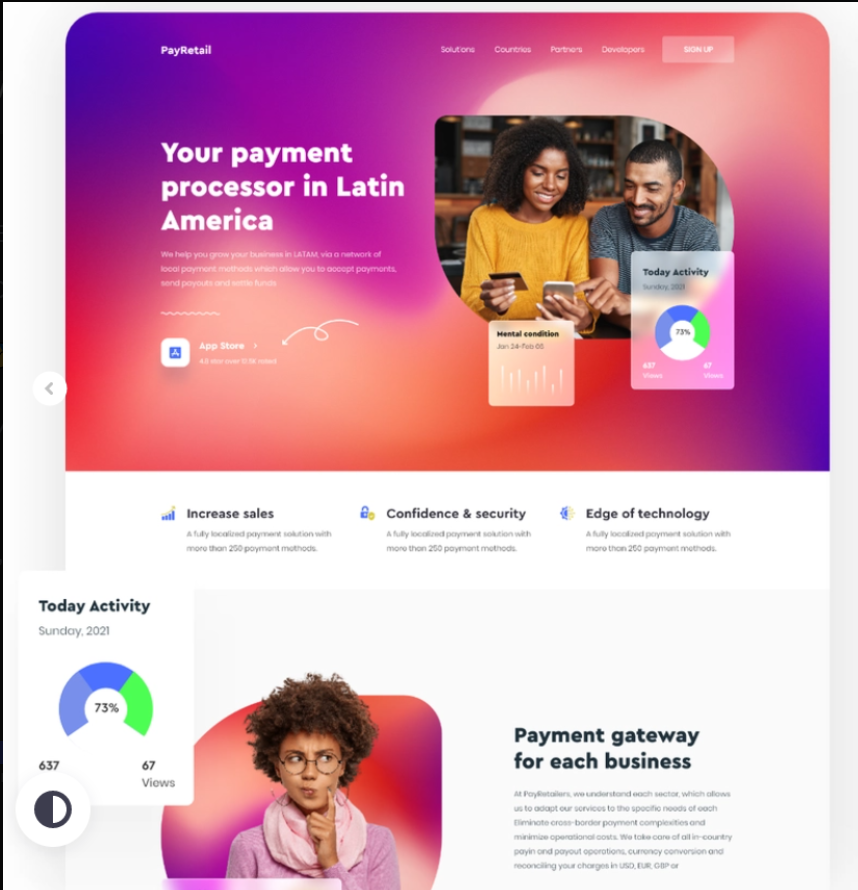 PayRetail
Solutions
Countries
Partners
Developers
SIGN UP
Your payment
processor in Latin
America
We help you grow your business in LATAM, via a network of
local payment methods which allow you to accept payments,
send payouts and settle funds
App Store
4.8 star over
rated
Today Activity
Sunday, 2021
73%
637
Views
67
Views
Mental condition
Jan 24-Feb
Increase sales
A fully localized payment solution with
more than 250 payment methods.
Confidence & security
A fully localized payment solution with
more than 250 payment methods.
Edge of technology
A fully localized payment solution with
more than 250 payment methods.
Today Activity
Sunday, 2021
73%
637
67
Views
Payment gateway
for each business
At PayRetailers, we understand each sector, which allows
us to adapt our services to the specific needs of each
Eliminate cross-border payment complexities and
minimize operational costs. We take care of all in-country
payin and payout operations, currency conversion and
reconciling your charges in USD, EUR, GBP or